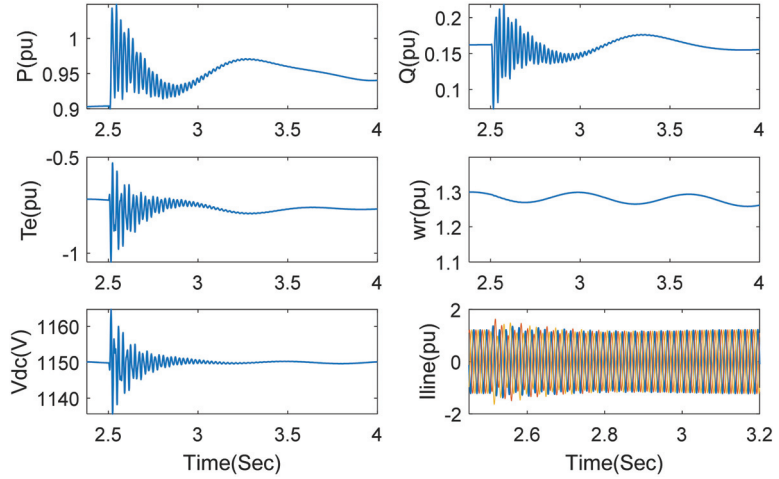 P(pu)
1
0.95
0.9
2.5 3 3.5 4
Q(pu)
0.2
0.15
0.1
2.5 3 3.5 4
Te(pu)
-0.5
-1
2.5 3 3.5 4
wr(pu)
1.3
1.2
1.1
2.5 3 3.5 4
Vdc(V)
1160
1150
1140
2.5 3 3.5 4
Time(Sec)
Iline(pu)
2
0
-2
2.6 2.8 3 3.2
Time(Sec)